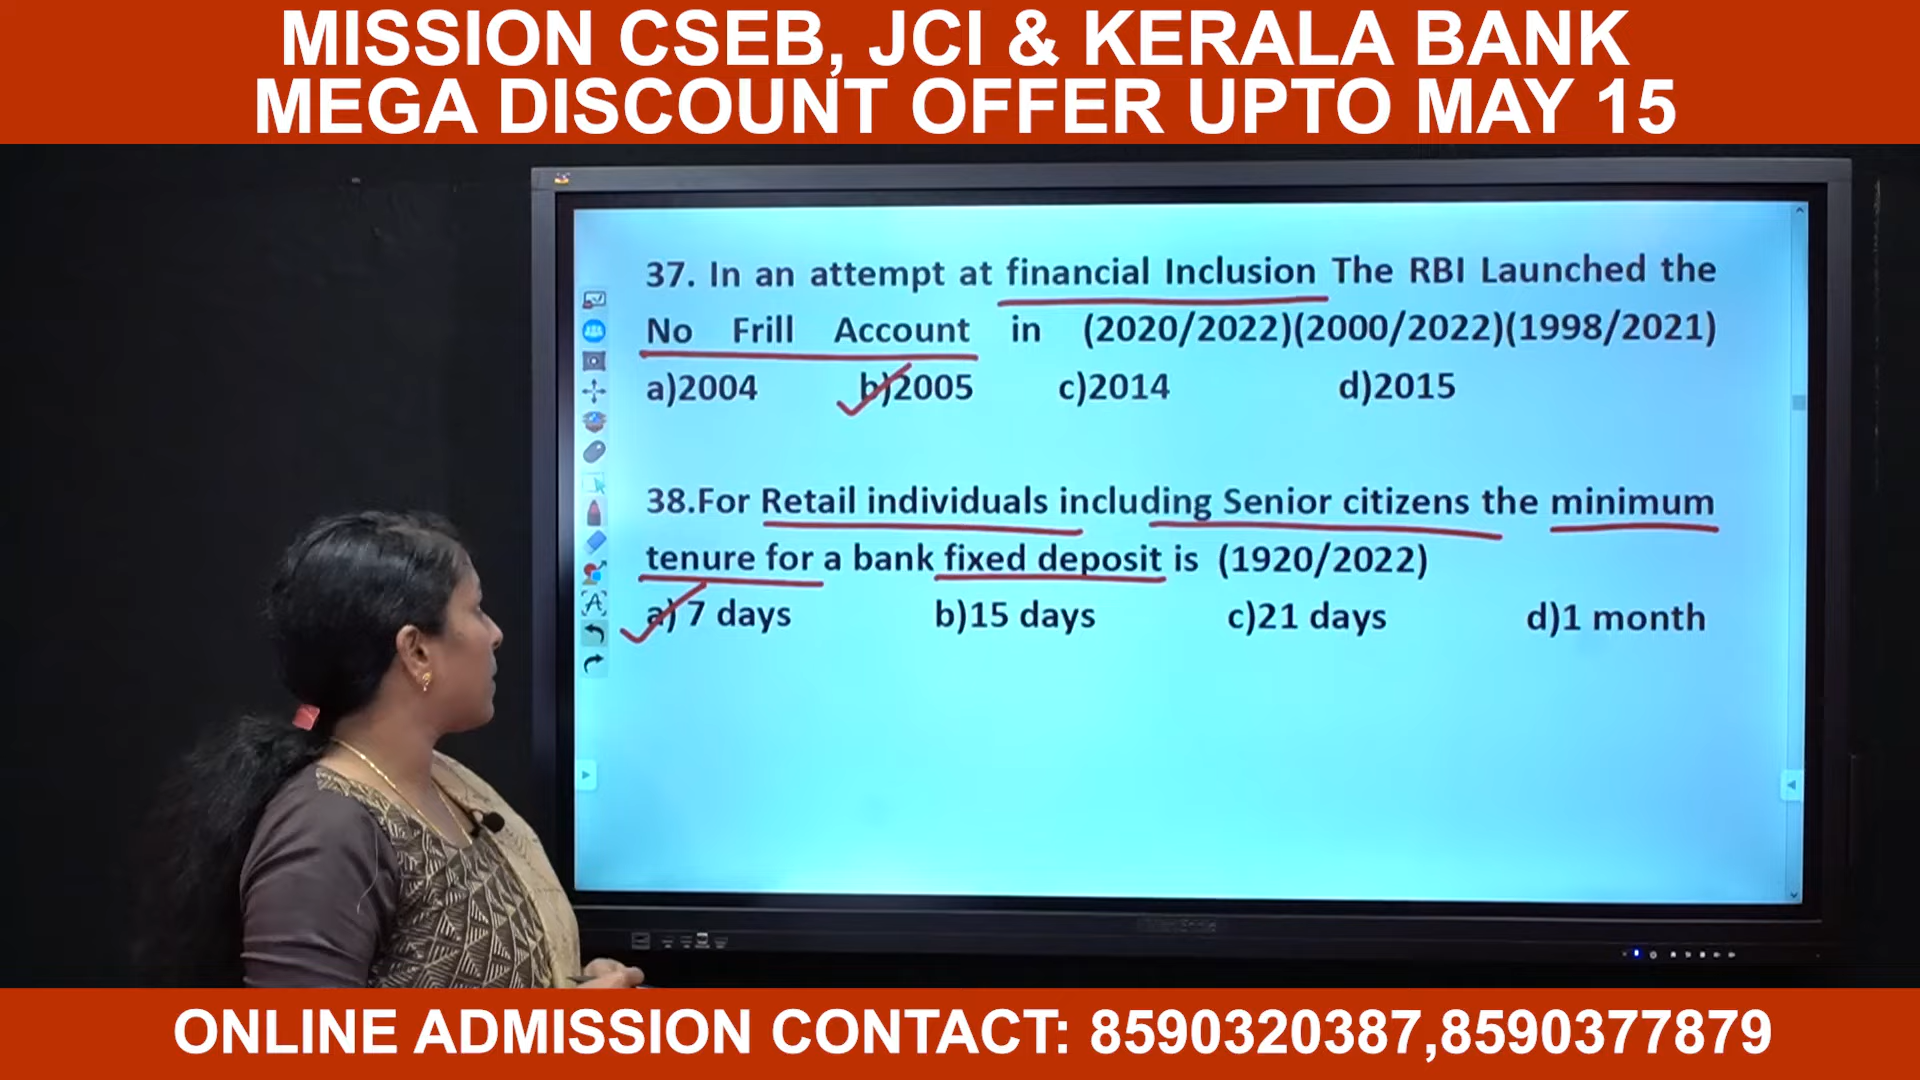 MISSION CSEB, JCI & KERALA BANK
MEGA DISCOUNT OFFER UPTO MAY 15
37. In an attempt at financial Inclusion The RBI Launched the
No Frill Account in (2020/2022)(2000/2022)(1998/2021)
a)2004 b)2005 c)2014 d)2015
38.For Retail individuals including Senior citizens the minimum
tenure for a bank fixed deposit is (1920/2022)
a) 7 days b)15 days c)21 days d)1 month
ONLINE ADMISSION CONTACT: 8590320387,8590377879